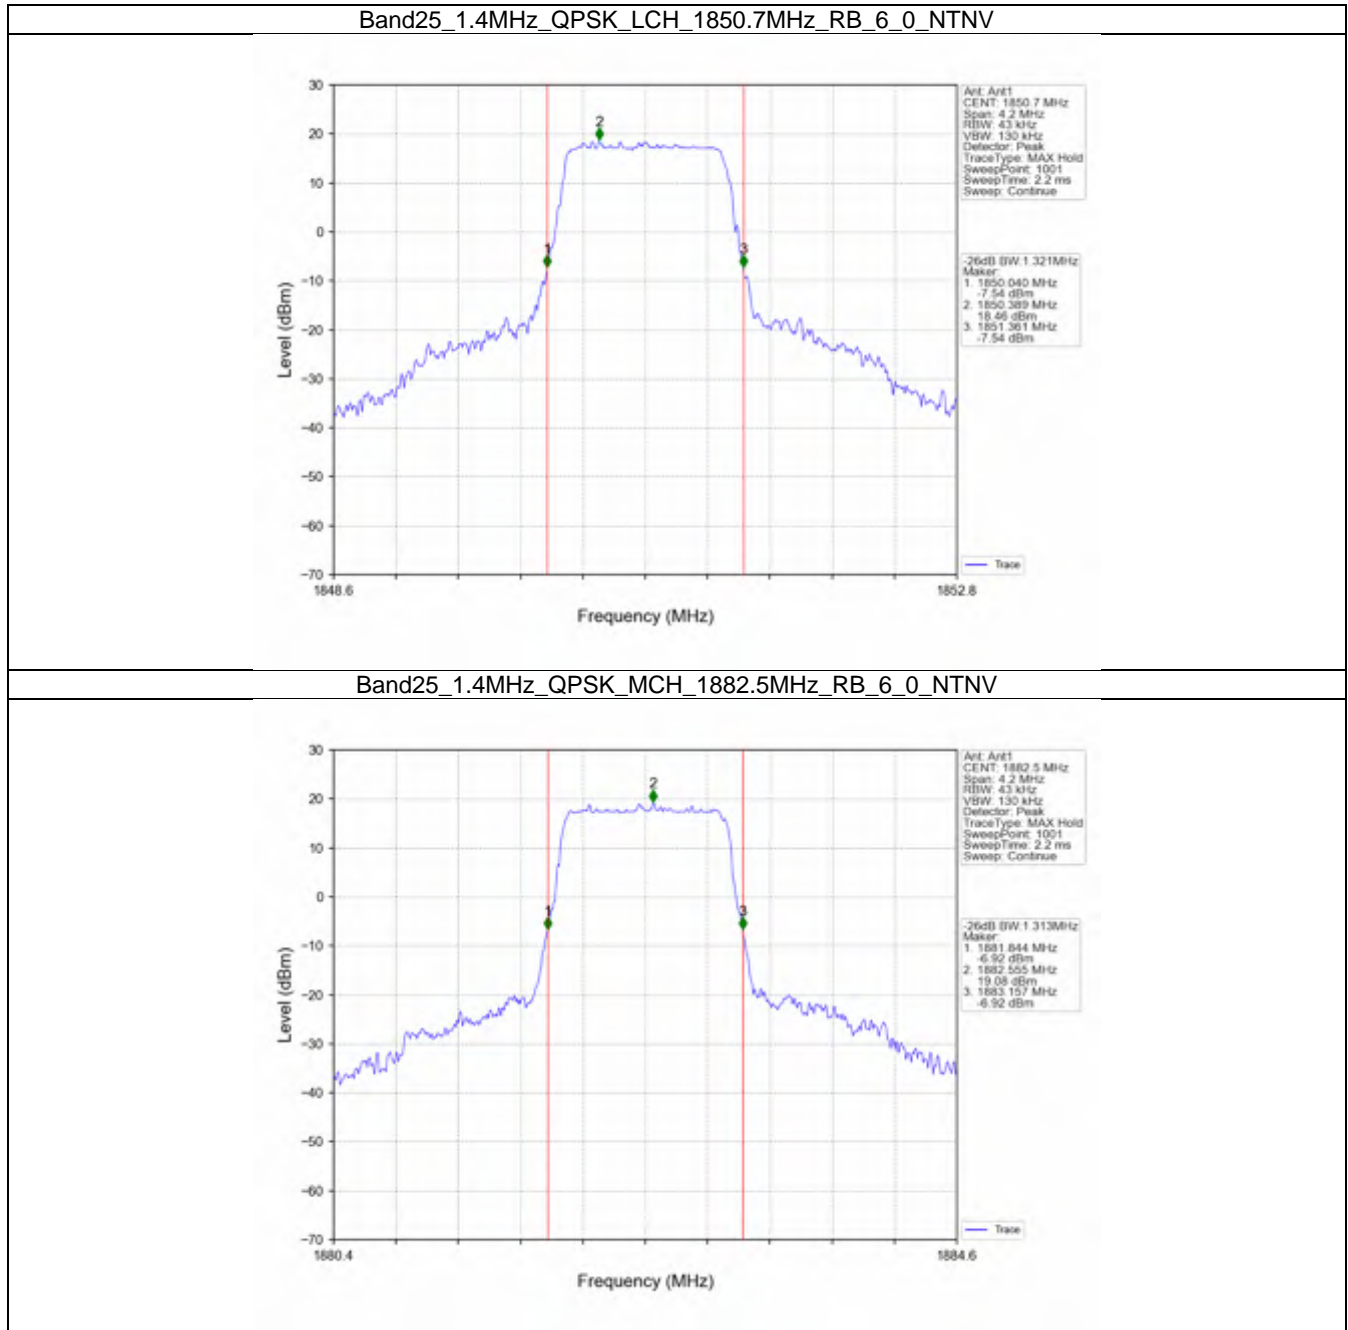 Band25_1.4MHz_QPSK_LCH_1850.7MHz_RB_6_0_NTNV
30
20
10
0
−10
−20
−30
−40
−50
−60
−70
Level (dBm)
1
2
3
1848.6
1852.8
Frequency (MHz)
Ant: Ant1
CENT: 1850.7 MHz
Span: 4.2 MHz
RBW: 43 kHz
VBW: 130 kHz
Detector: Peak
TraceType: MAX Hold
SweepPoint: 1001
SweepTime: 2.2 ms
Sweep: Continue
-26dB BW:1.321MHz
Maker:
1. 1850.040 MHz
-7.54 dBm
2. 1850.389 MHz
18.46 dBm
3. 1851.361 MHz
-7.54 dBm
Trace
Band25_1.4MHz_QPSK_MCH_1882.5MHz_RB_6_0_NTNV
30
20
10
0
−10
−20
−30
−40
−50
−60
−70
Level (dBm)
1
2
3
1880.4
1884.6
Frequency (MHz)
Ant: Ant1
CENT: 1882.5 MHz
Span: 4.2 MHz
RBW: 43 kHz
VBW: 130 kHz
Detector: Peak
TraceType: MAX Hold
SweepPoint: 1001
SweepTime: 2.2 ms
Sweep: Continue
-26dB BW:1.313MHz
Maker:
1. 1881.844 MHz
-6.92 dBm
2. 1882.555 MHz
19.08 dBm
3. 1883.157 MHz
-6.92 dBm
Trace